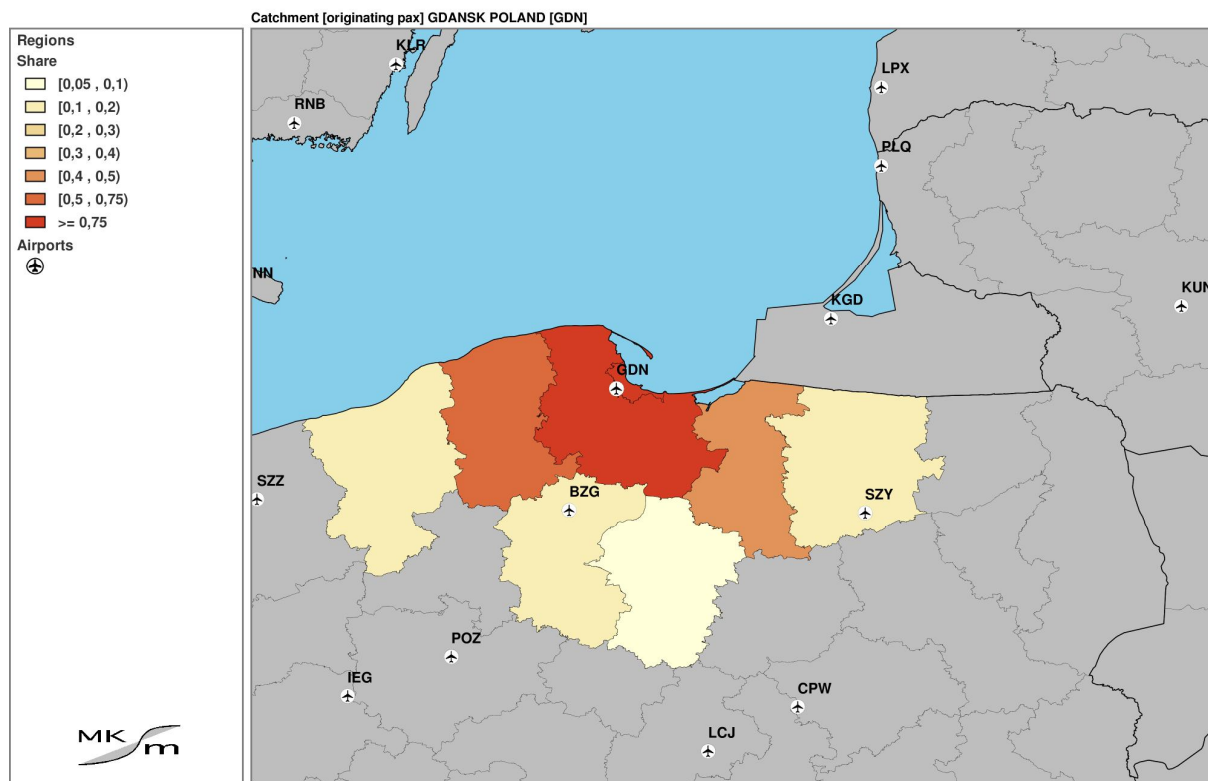 Catchment [originating pax] GDANSK POLAND [GDN]
Regions
Share
[0,05 , 0,1)
[0,1 , 0,2)
[0,2 , 0,3)
[0,3 , 0,4)
[0,4 , 0,5)
[0,5 , 0,75)
>= 0,75
Airports
KLR
LPX
RNB
PLQ
NN
KUN
KGD
GDN
SZZ
BZG
SZY
POZ
IEG
CPW
LCJ
MK
m